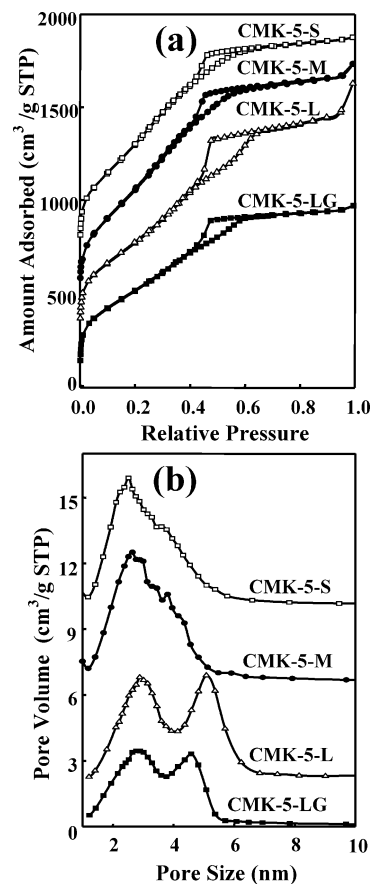 (a)
CMK-5-S
CMK-5-M
CMK-5-L
CMK-5-LG
2000
1500
1000
500
0
Amount Adsorbed (cm³/g STP)
0.0 0.2 0.4 0.6 0.8 1.0
Relative Pressure
(b)
CMK-5-S
CMK-5-M
CMK-5-L
CMK-5-LG
15
12
9
6
3
0
Pore Volume (cm³/g STP)
2 4 6 8 10
Pore Size (nm)